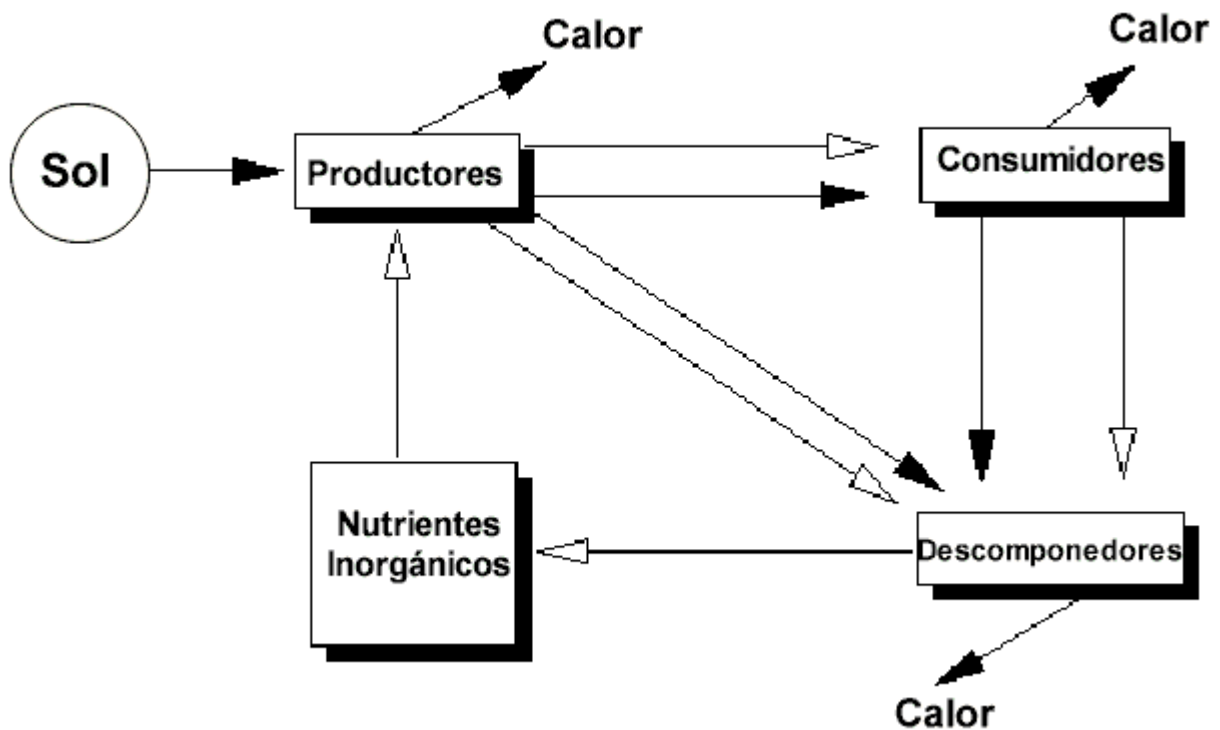 Calor
Calor
Sol
Productores
Consumidores
Nutrientes
Inorgánicos
Descomponedores
Calor